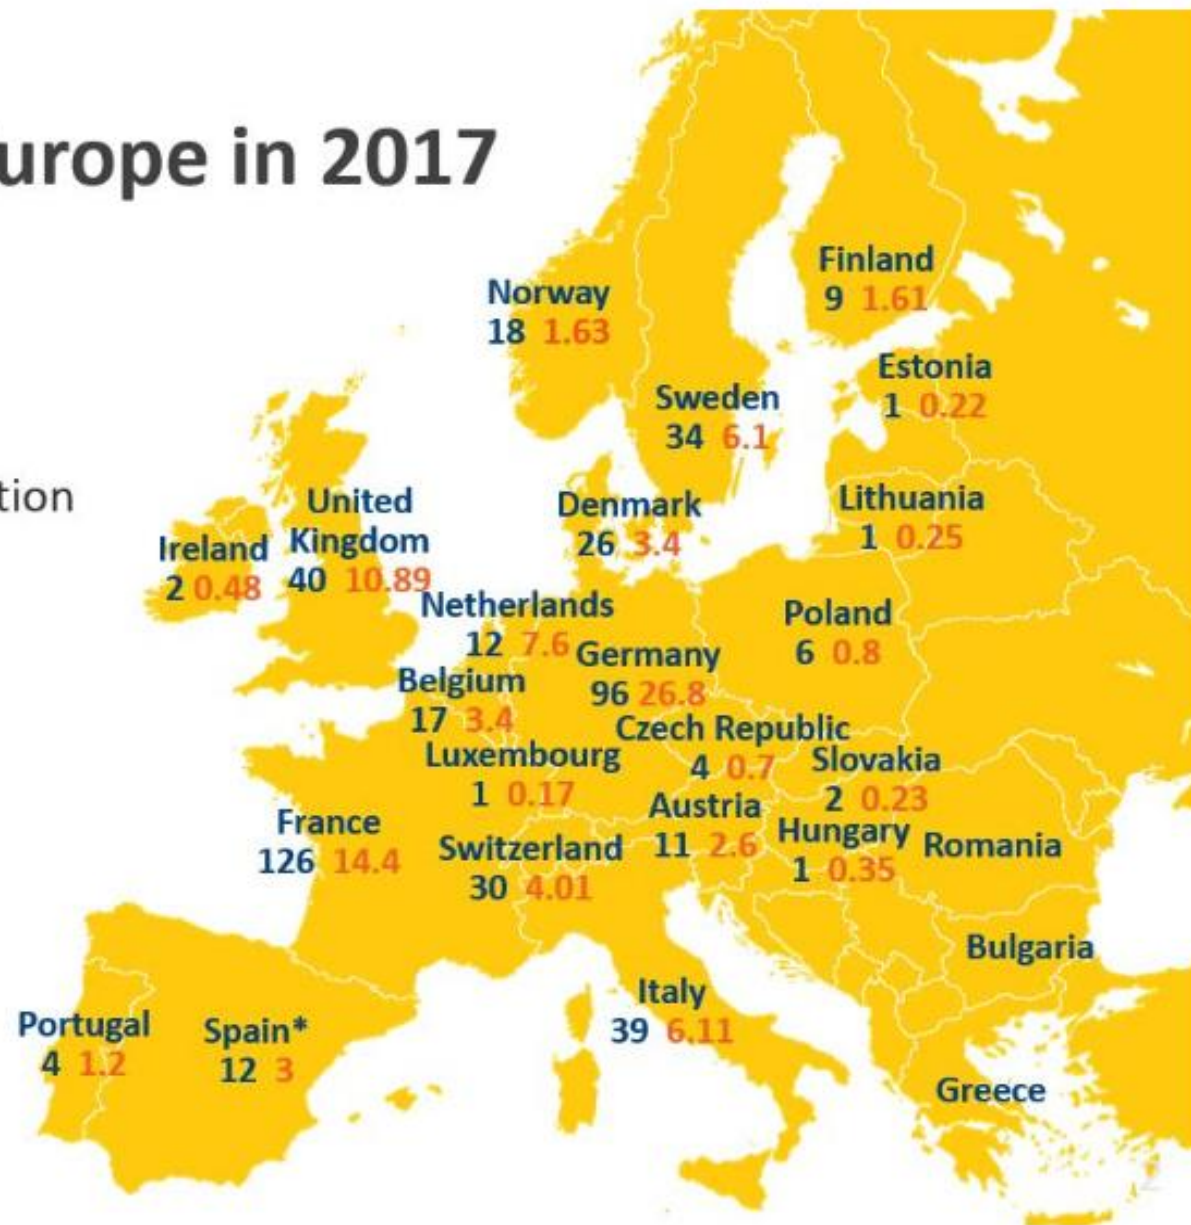 urope in 2017
tion
Finland
9 1.61
Norway
18 1.63
Estonia
1 0.22
Sweden
34 6.1
Lithuania
1 0.25
Denmark
26 3.4
United
Kingdom
40 10.89
Ireland
2 0.48
Netherlands
12 7.6
Poland
6 0.8
Germany
96 26.8
Belgium
17 3.4
Czech Republic
4 0.7
Luxembourg
1 0.17
Slovakia
2 0.23
Austria
11 2.6
France
126 14.4
Switzerland
30 4.01
Hungary
1 0.35
Romania
Bulgaria
Italy
39 6.11
Portugal
4 1.2
Spain*
12 3
Greece
2